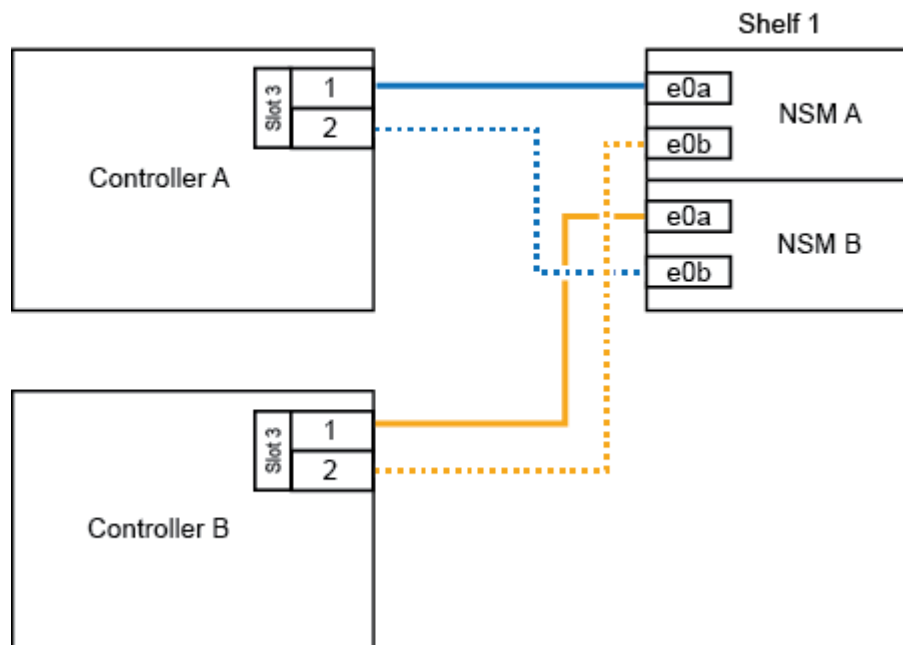 Shelf 1
Slot 3
1
2
Controller A
e0a
e0b
NSM A
e0a
e0b
NSM B
Slot 3
1
2
Controller B